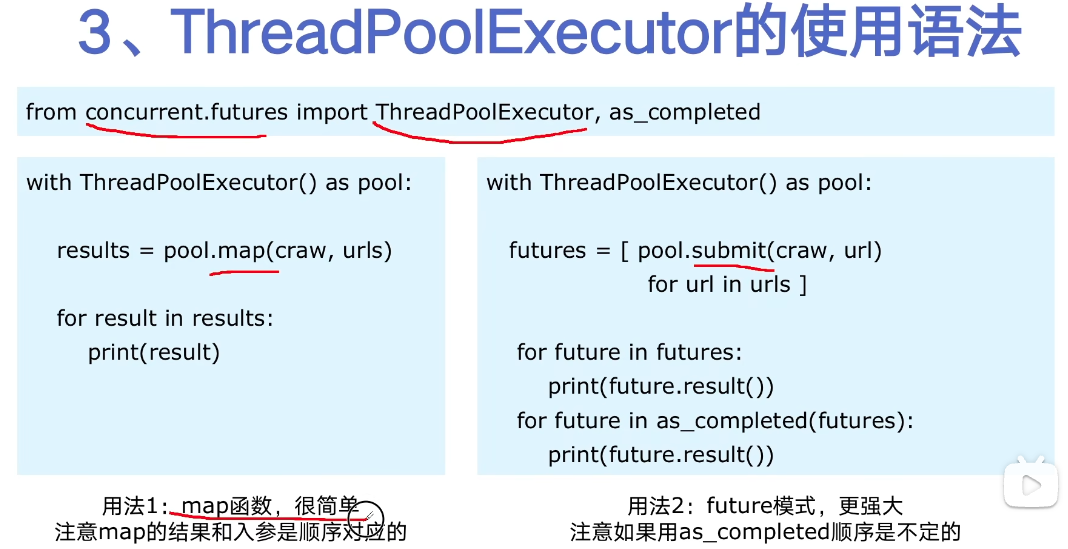 3、ThreadPoolExecutor的使用语法
from concurrent.futures import ThreadPoolExecutor, as_completed
with ThreadPoolExecutor() as pool:
results = pool.map(craw, urls)
for result in results:
print(result)
用法1：map函数，很简单
注意map的结果和入参是顺序对应的
with ThreadPoolExecutor() as pool:
futures = [ pool.submit(craw, url)
for url in urls ]
for future in futures:
print(future.result())
for future in as_completed(futures):
print(future.result())
用法2：future模式，更强大
注意如果用as_completed顺序是不定的